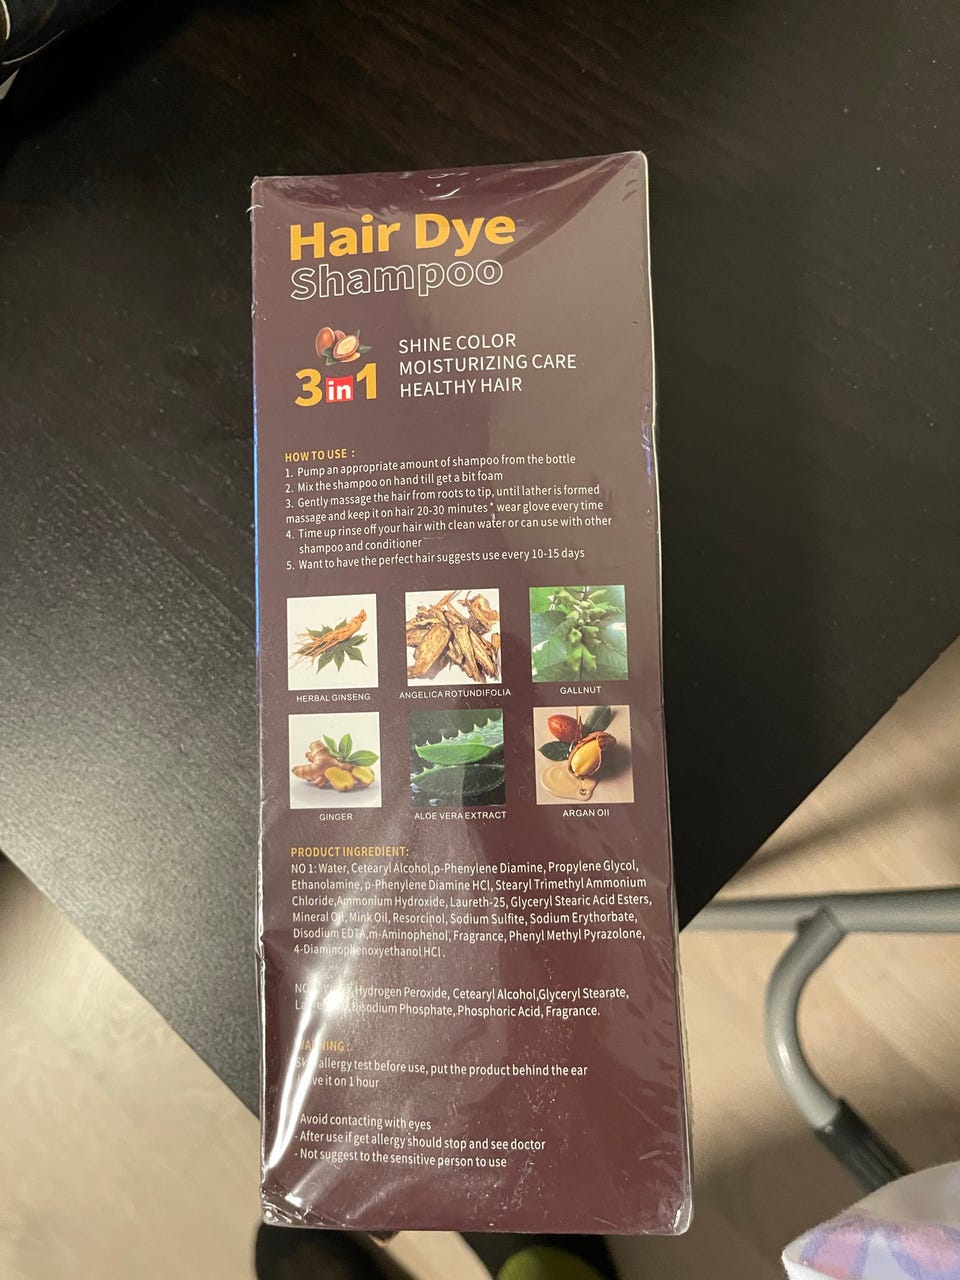 Hair Dye
Shampoo
3 in 1
SHINE COLOR
MOISTURIZING CARE
HEALTHY HAIR
HOW TO USE :
1. Pump an appropriate amount of shampoo from the bottle
2. Mix the shampoo on hand till get a bit foam
3. Gently massage the hair from roots to tip, until lather is formed
massage and keep it on hair 20-30 minutes * wear glove every time
4. Time up rinse off your hair with clean water or can use with other
shampoo and conditioner
5. Want to have the perfect hair suggests use every 10-15 days
HERBAL GINSENG
ANGELICA ROTUNDIFOLIA
GALLNUT
GINGER
ALOE VERA EXTRACT
ARGAN OIl
PRODUCT INGREDIENT:
NO 1: Water, Cetearyl Alcohol,p-Phenylene Diamine, Propylene Glycol,
Ethanolamine, p-Phenylene Diamine HCl, Stearyl Trimethyl Ammonium
Chloride,Ammonium Hydroxide, Laureth-25, Glyceryl Stearic Acid Esters,
Mineral Oil, Mink Oil, Resorcinol, Sodium Sulfite, Sodium Erythorbate,
Disodium EDTA,m-Aminophenol, Fragrance, Phenyl Methyl Pyrazolone,
4-Diaminophenoxyethanol HCl .
NO Water, Hydrogen Peroxide, Cetearyl Alcohol,Glyceryl Stearate,
Disodium Phosphate, Phosphoric Acid, Fragrance.
WARNING :
Skin allergy test before use, put the product behind the ear
leave it on 1 hour
- Avoid contacting with eyes
- After use if get allergy should stop and see doctor
- Not suggest to the sensitive person to use